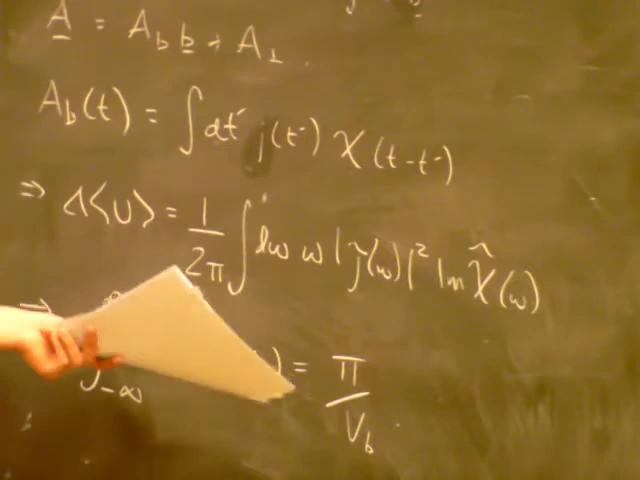 A = A_b b + A_⊥ .
A_b(t) = ∫ dt' j(t') χ(t-t')
⇒ Δ⟨U⟩ = 1/2π ∫ dω ω |j̃(ω)|² Im χ̂(ω)
⇒ ∫_-∞ ) = π/V_b .